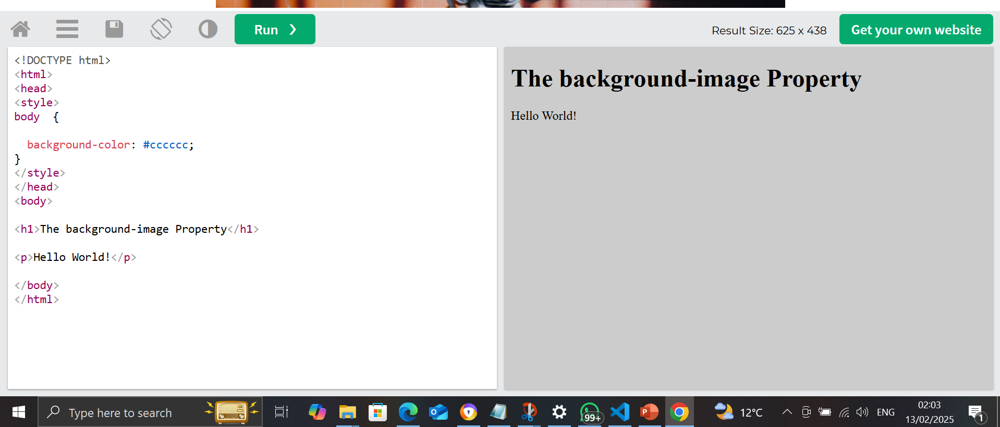 Run ❯
Result Size: 625 x 438
Get your own website
<!DOCTYPE html>
<html>
<head>
<style>
body  {
  background-color: #cccccc;
}
</style>
</head>
<body>
<h1>The background-image Property</h1>
<p>Hello World!</p>
</body>
</html>
The background-image Property
Hello World!
Type here to search
99+
12°C
ENG
02:03
13/02/2025
1